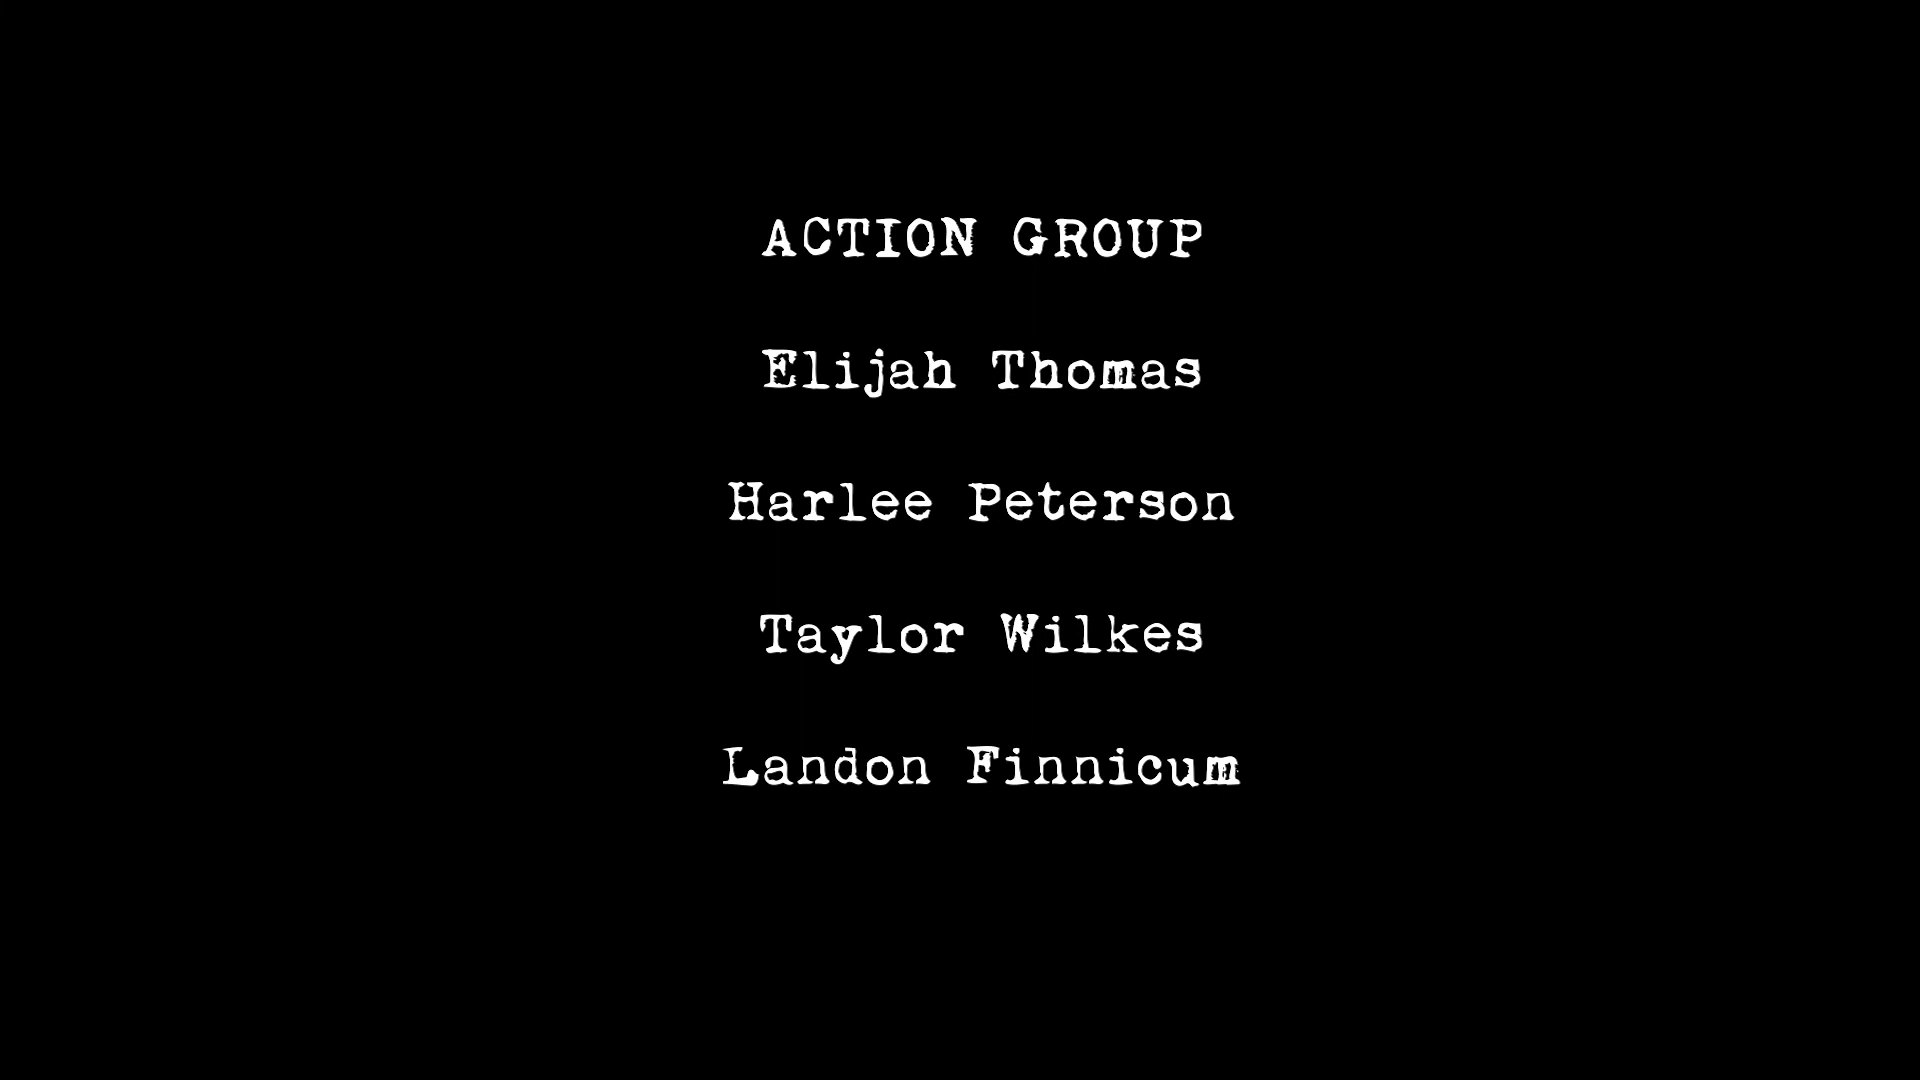 ACTION GROUP
Elijah Thomas
Harlee Peterson
Taylor Wilkes
Landon Finnicum